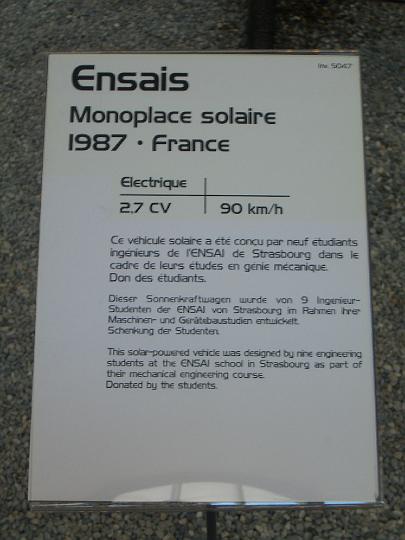 Inv. 5047
Ensais
Monoplace solaire
1987 · France
Electrique
2,7 CV 90 km/h
Ce véhicule solaire a été conçu par neuf étudiants
ingénieurs de l'ENSAI de Strasbourg dans le
cadre de leurs études en génie mécanique.
Don des étudiants.
Dieser Sonnenkraftwagen wurde von 9 Ingenieur-
Studenten der ENSAI von Strasbourg im Rahmen ihrer
Maschinen- und Gerätebaustudien entwickelt.
Schenkung der Studenten.
This solar-powered vehicle was designed by nine engineering
students at the ENSAI school in Strasbourg as part of
their mechanical engineering course.
Donated by the students.